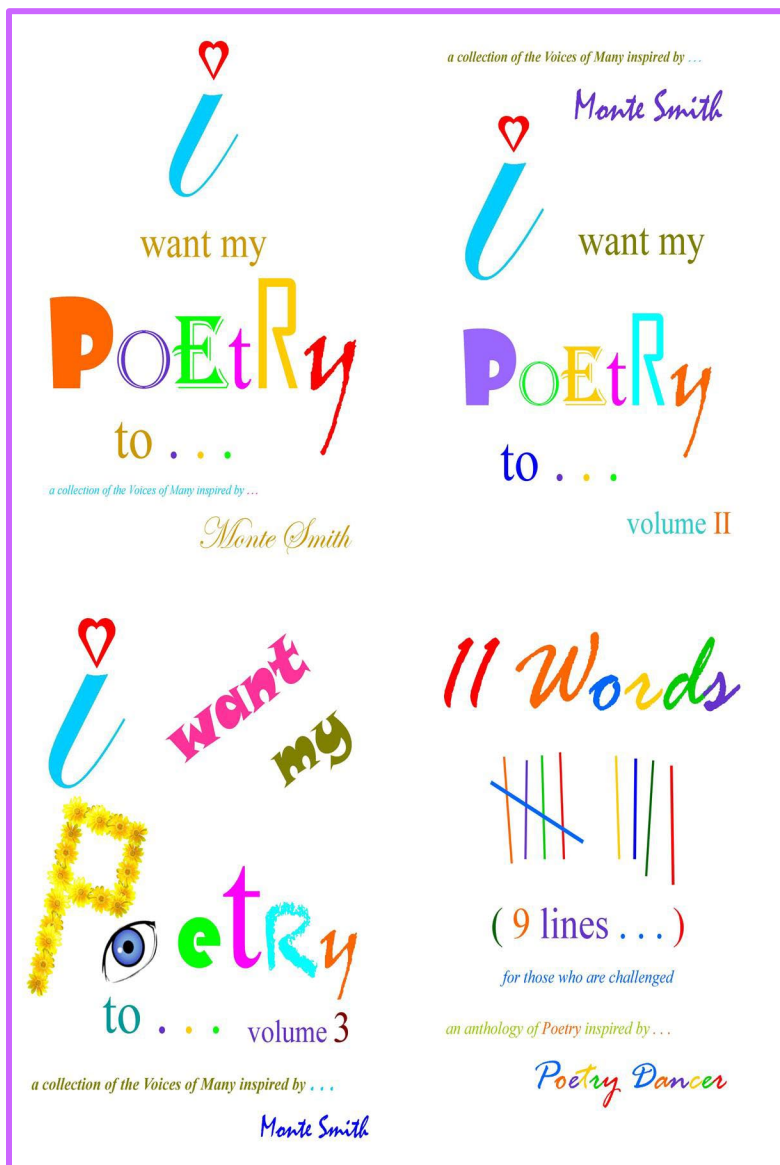 i
want my
POEtRy
to . . .
a collection of the Voices of Many inspired by . . .
Monte Smith
a collection of the Voices of Many inspired by . . .
Monte Smith
i
want my
POEtRy
to . . .
volume II
i want
my
Poetry
to . . . volume 3
a collection of the Voices of Many inspired by . . .
Monte Smith
11 Words
( 9 lines . . . )
for those who are challenged
an anthology of Poetry inspired by . . .
Poetry Dancer